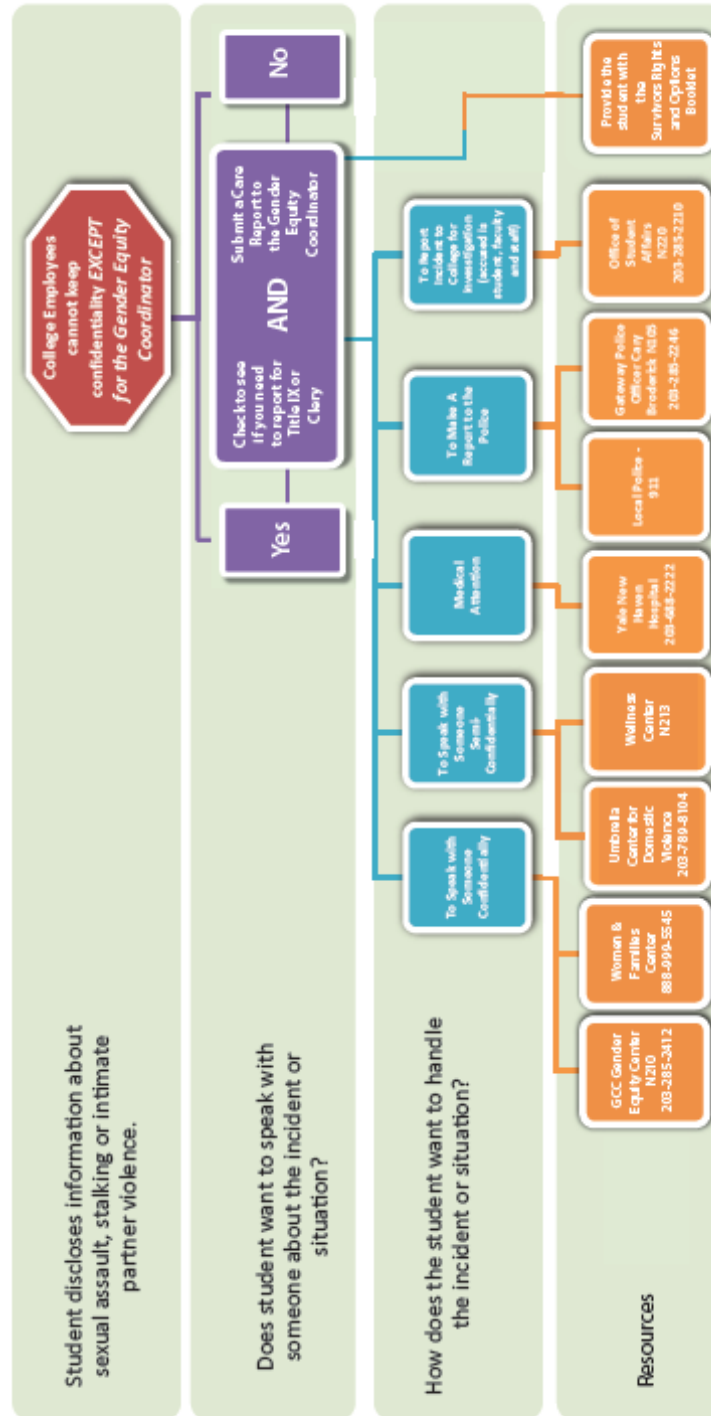 Student discloses information about
sexual assault, stalking or intimate
partner violence.
College Employees
cannot keep
confidentiality EXCEPT
for the Gender Equity
Coordinator
Does student want to speak with
someone about the incident or
situation?
Yes
Check to see
if you need
to report for
Title IX or
Clery
AND
Submit a Care
Report to
the Gender
Equity
Coordinator
No
How does the student want to handle
the incident or situation?
To Speak with
Someone
Confidentially
To Speak with
Someone
Semi-
Confidentially
Medical
Attention
To Make A
Report to the
Police
To Report
Incident to
College for
investigation
(accused is
student, faculty
and staff)
Resources
GCC Gender
Equity Center
N210
203-285-2412
Women &
Families
Center
888-999-5545
Umbrella
Center for
Domestic
Violence
203-789-8104
Wellness
Center
N213
Yale New
Haven
Hospital
203-688-2222
Local Police -
911
Gateway Police
Officer Cary
Broderick N105
203-285-2246
Office of
Student
Affairs
N220
203-285-2210
Provide the
student with
the
Survivors Rights
and Options
Booklet